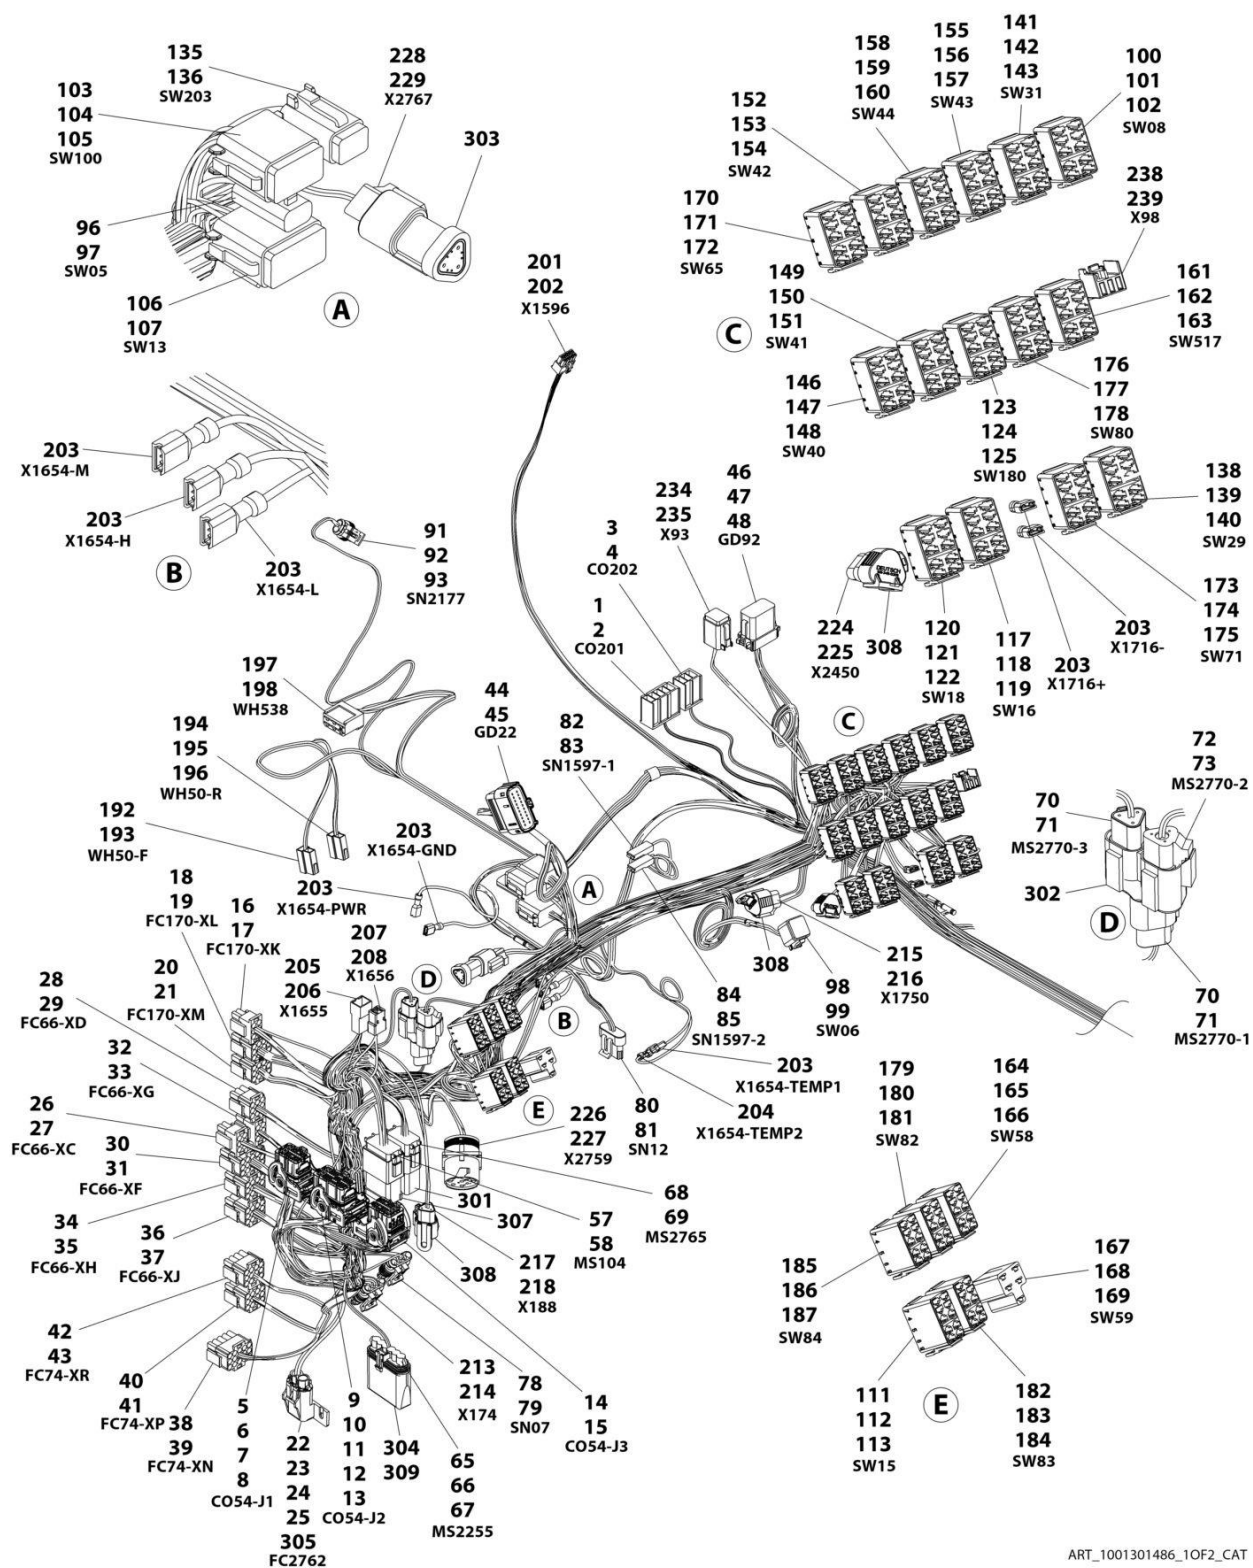 135
136
SW203
228
229
X2767
103
104
105
SW100
303
96
97
SW05
106
107
SW13
A
201
202
X1596
158
159
160
SW44
155
156
157
SW43
141
142
143
SW31
100
101
102
SW08
152
153
154
SW42
170
171
172
SW65
238
239
X98
C
149
150
151
SW41
161
162
163
SW517
146
147
148
SW40
123
124
125
SW180
176
177
178
SW80
203
X1654-M
203
X1654-H
B
203
X1654-L
91
92
93
SN2177
3
4
CO202
234
235
X93
46
47
48
GD92
1
2
CO201
DEUTSCH
224
225
X2450
308
120
121
122
SW18
117
118
119
SW16
203
X1716+
203
X1716-
138
139
140
SW29
173
174
175
SW71
197
198
WH538
194
195
196
WH50-R
192
193
WH50-F
44
45
GD22
82
83
SN1597-1
C
72
73
MS2770-2
70
71
MS2770-3
302
D
70
71
MS2770-1
203
X1654-GND
203
X1654-PWR
A
18
19
FC170-XL
16
17
FC170-XK
207
208
X1656
205
206
X1655
D
20
21
FC170-XM
28
29
FC66-XD
32
33
FC66-XG
26
27
FC66-XC
30
31
FC66-XF
34
35
FC66-XH
36
37
FC66-XJ
B
E
308
215
216
X1750
98
99
SW06
84
85
SN1597-2
203
X1654-TEMP1
204
X1654-TEMP2
80
81
SN12
226
227
X2759
301
307
68
69
MS2765
57
58
MS104
308
217
218
X188
179
180
181
SW82
164
165
166
SW58
185
186
187
SW84
167
168
169
SW59
111
112
113
SW15
E
182
183
184
SW83
42
43
FC74-XR
40
41
FC74-XP
38
39
FC74-XN
5
6
7
8
CO54-J1
22
23
24
25
305
FC2762
9
10
11
12
13
CO54-J2
304
309
213
214
X174
65
66
67
MS2255
78
79
SN07
14
15
CO54-J3
ART_1001301486_1OF2_CAT